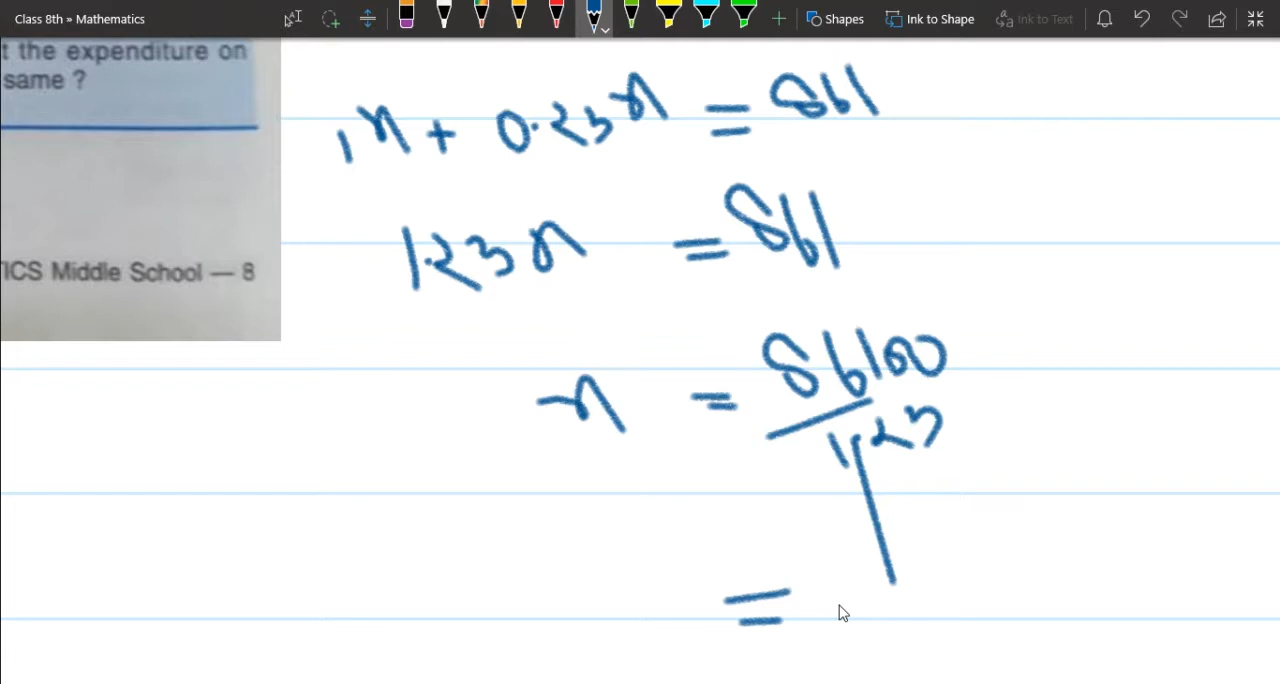 Class 8th » Mathematics
Shapes
Ink to Shape
Ink to Text
t the expenditure on
same ?
1x + 0.23x = 861
1.23x = 861
ICS Middle School — 8
x = 86100
123
=